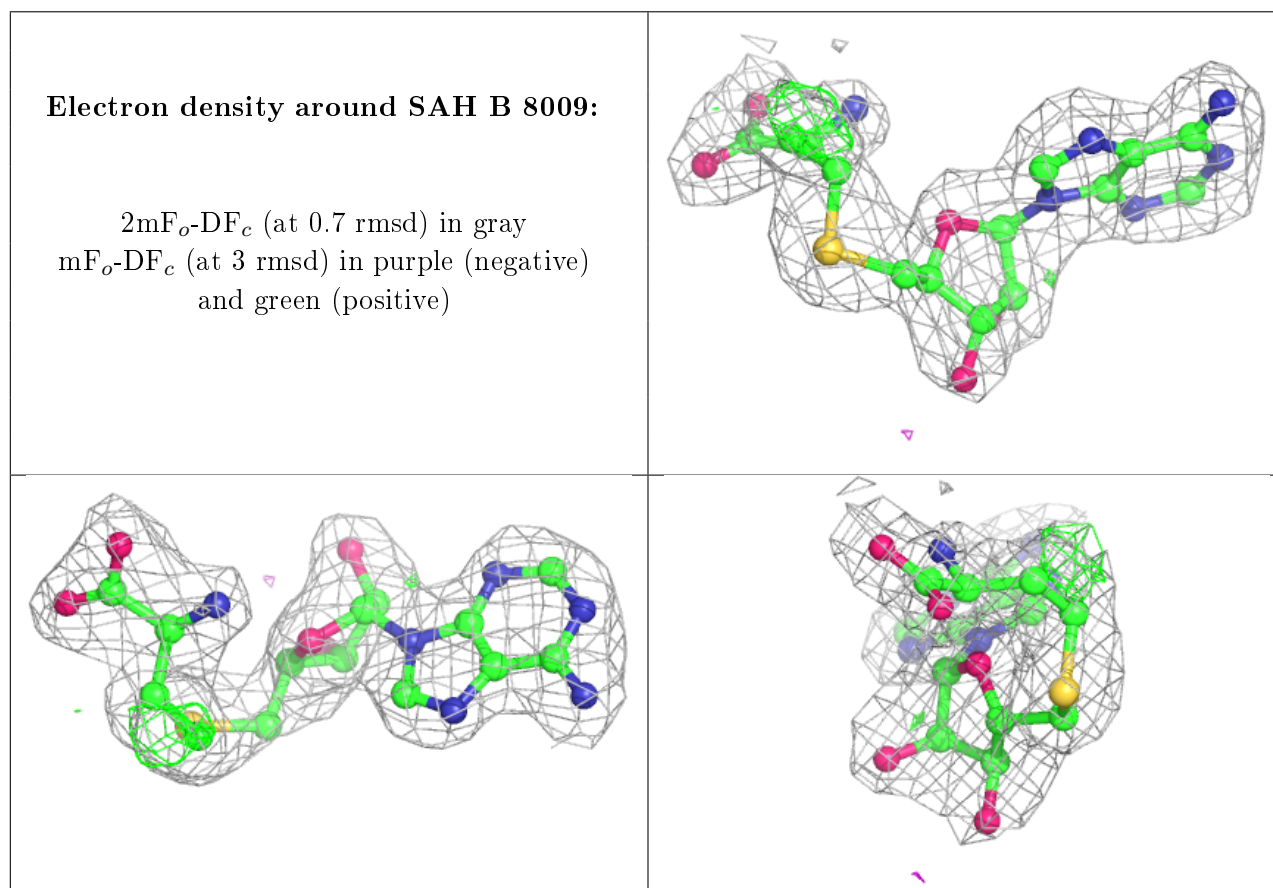 Electron density around SAH B 8009:
2mFo-DFc (at 0.7 rmsd) in gray
mFo-DFc (at 3 rmsd) in purple (negative)
and green (positive)